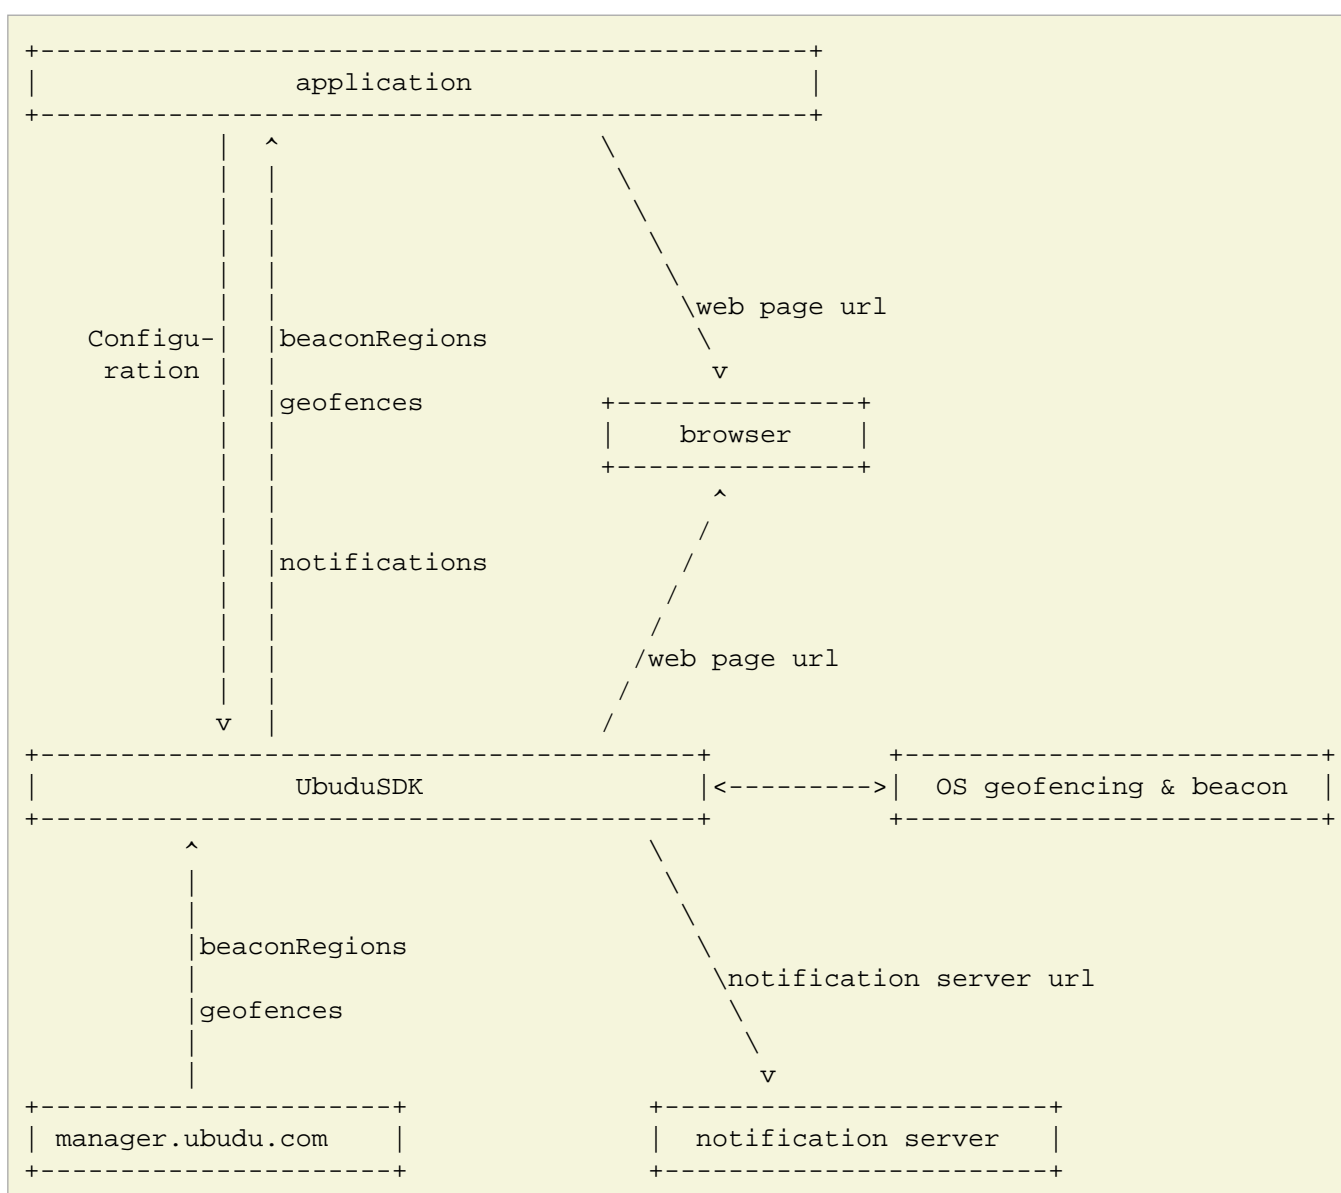 application
web page url
Configu- beaconRegions
ration
geofences
browser
notifications
web page url
UbuduSDK
OS geofencing & beacon
beaconRegions
notification server url
geofences
manager.ubudu.com
notification server